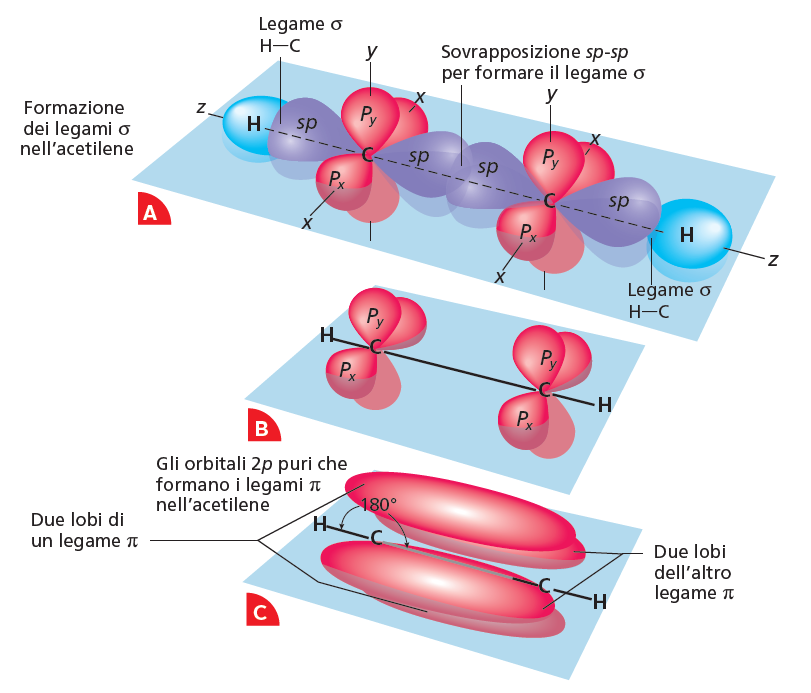 Legame σ
H—C
Sovrapposizione sp-sp
per formare il legame σ
Formazione
dei legami σ
nell'acetilene
y
x
z
H
sp
Py
C
sp
Px
x
sp
y
x
Py
C
sp
Px
x
H
z
Legame σ
H—C
A
H
Py
C
Px
Py
C
Px
H
B
Gli orbitali 2p puri che
formano i legami π
nell'acetilene
180°
Due lobi di
un legame π
H
C
C
H
Due lobi
dell'altro
legame π
C